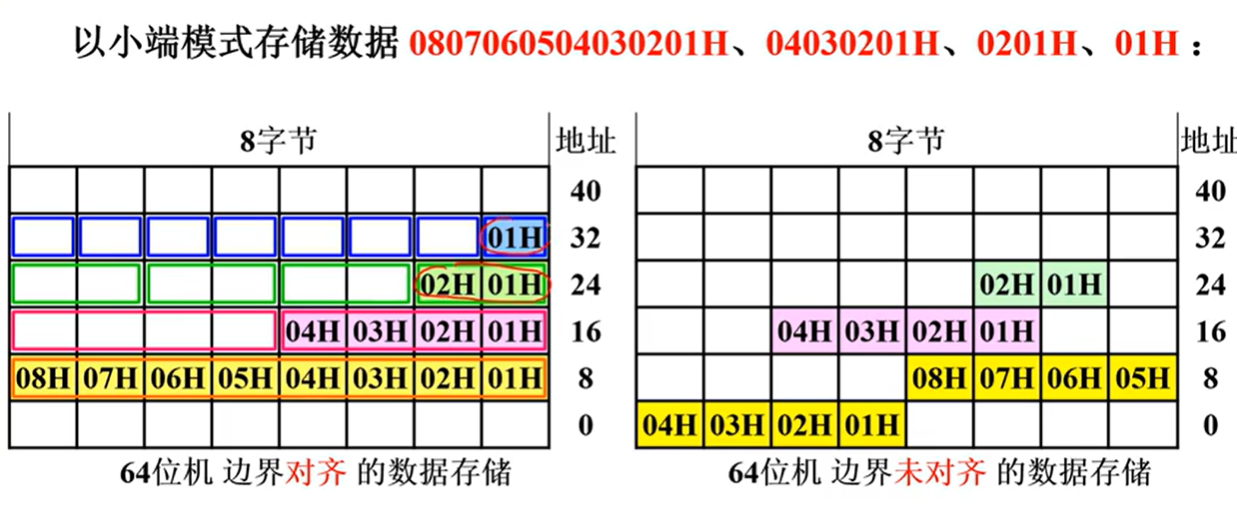 以小端模式存储数据 0807060504030201H、04030201H、0201H、01H：
8字节 地址
40
01H 32
02H 01H 24
04H 03H 02H 01H 16
08H 07H 06H 05H 04H 03H 02H 01H 8
0
64位机 边界对齐 的数据存储
8字节 地址
40
32
02H 01H 24
04H 03H 02H 01H 16
08H 07H 06H 05H 8
04H 03H 02H 01H 0
64位机 边界未对齐 的数据存储